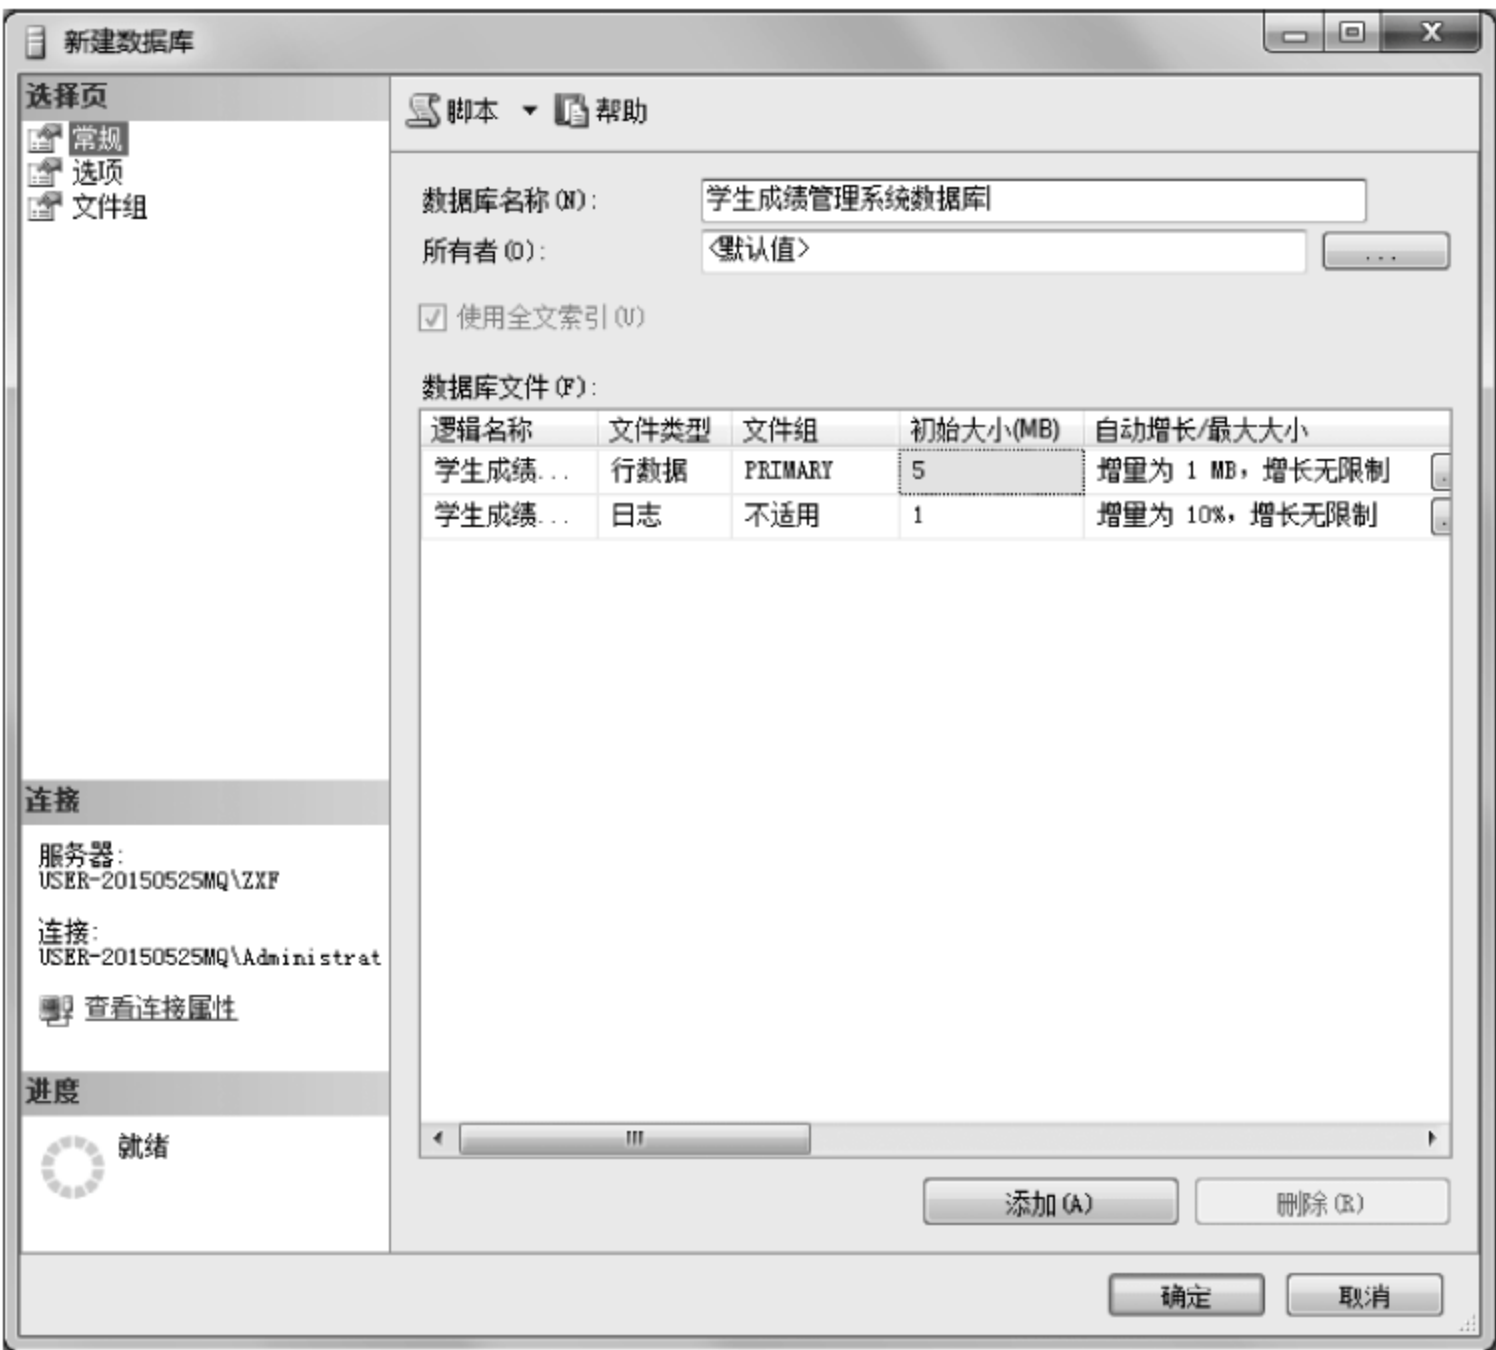 新建数据库
选择页
常规
选项
文件组
脚本 帮助
数据库名称(N):
学生成绩管理系统数据库
所有者(O):
<默认值>
...
使用全文索引(U)
数据库文件(F):
逻辑名称 文件类型 文件组 初始大小(MB) 自动增长/最大大小
学生成绩... 行数据 PRIMARY 5 增量为 1 MB，增长无限制
学生成绩... 日志 不适用 1 增量为 10%，增长无限制
连接
服务器:
USER-20150525MQ\ZXF
连接:
USER-20150525MQ\Administrat
查看连接属性
进度
就绪
添加(A) 删除(R)
确定 取消